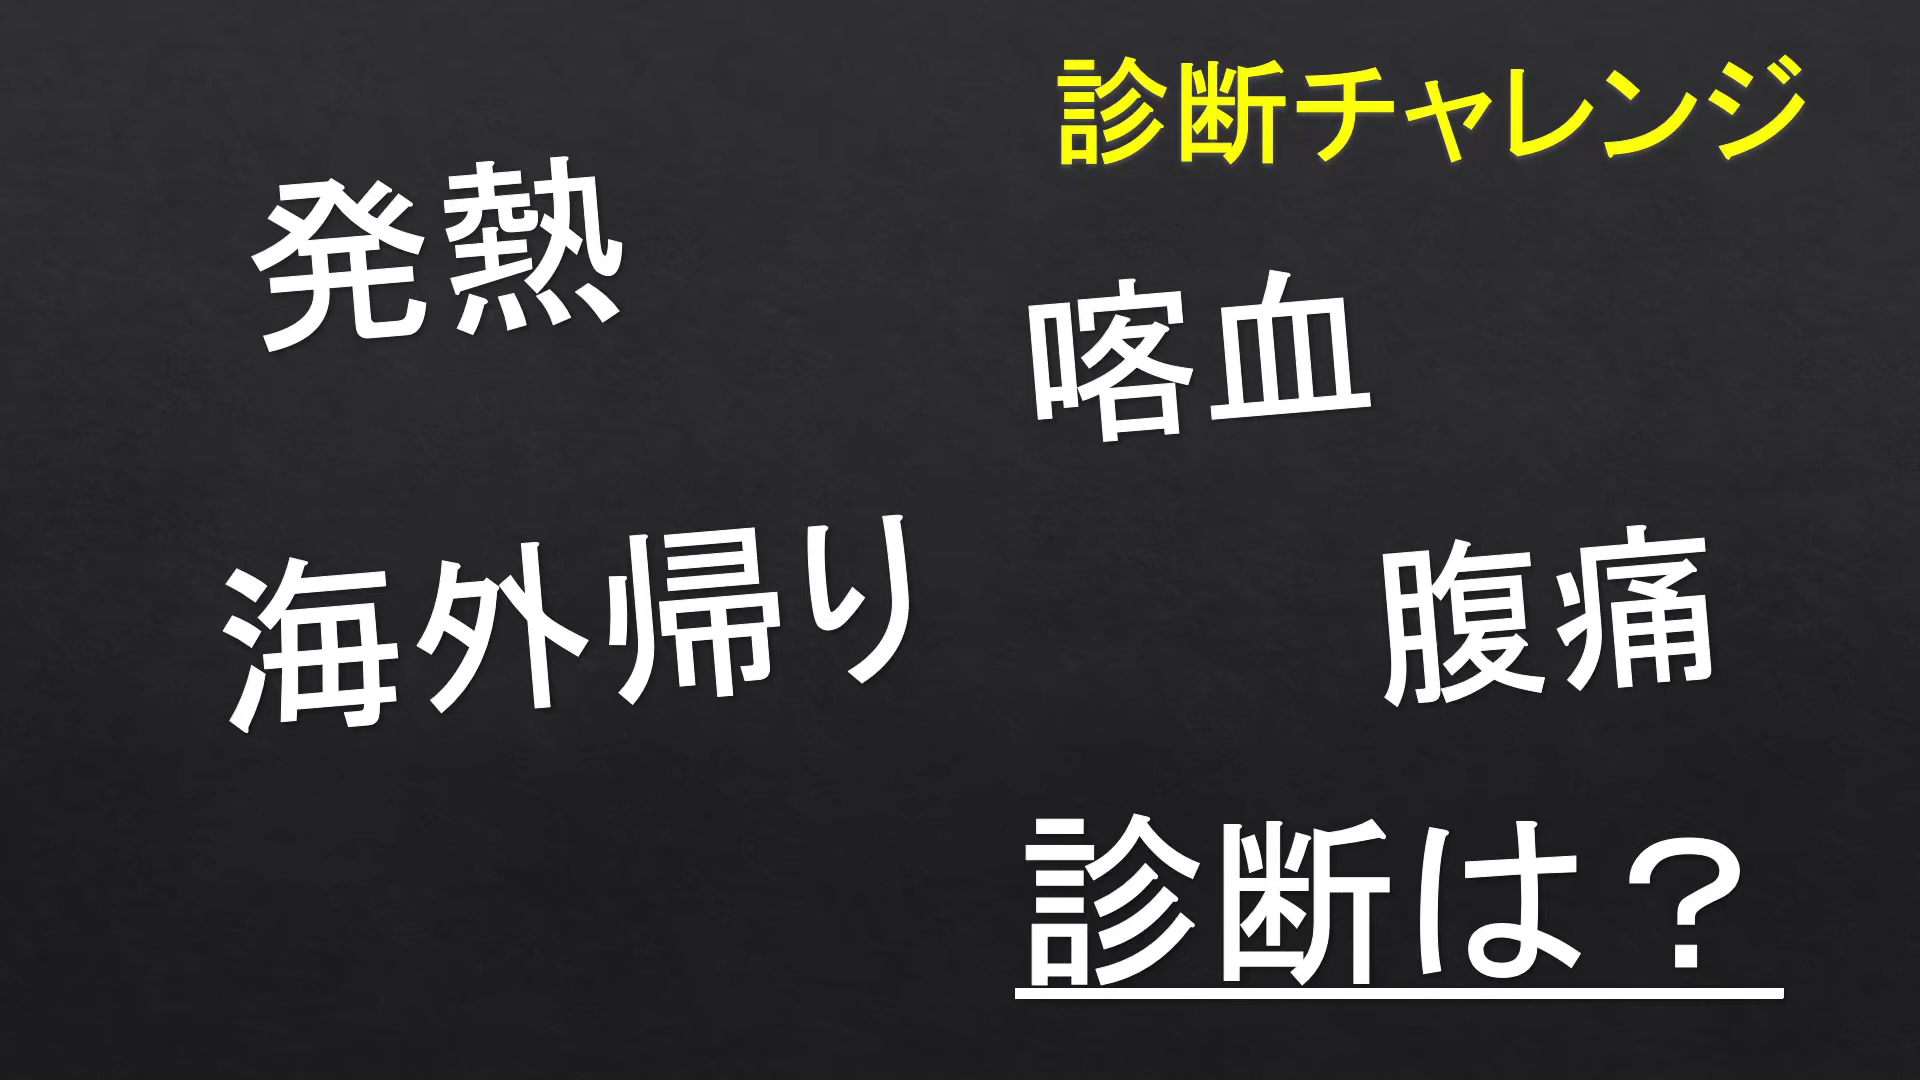 診断チャレンジ
発熱
喀血
海外帰り
腹痛
診断は？